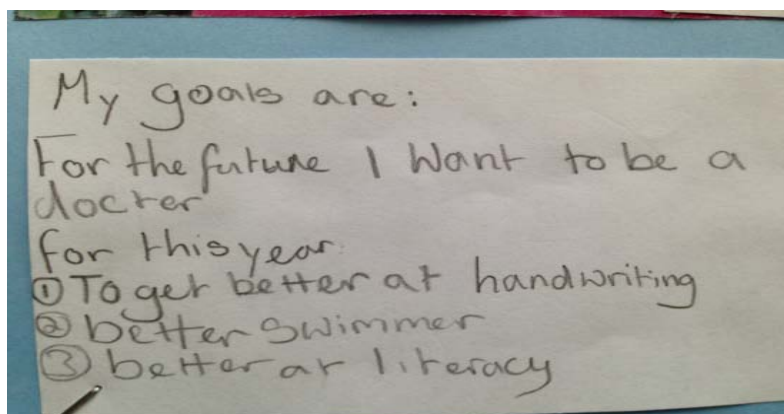 My goals are:
For the future I want to be a
docter
for this year.
① To get better at handwriting
② better swimmer
③ better at literacy